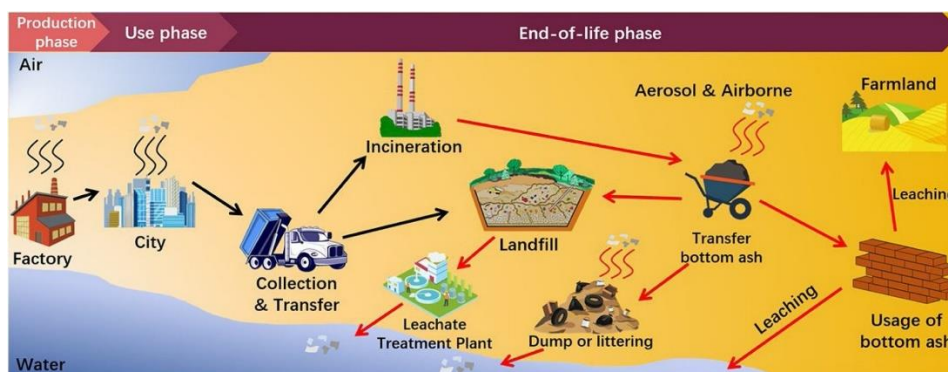 Production
phase
Use phase
End-of-life phase
Air
Aerosol & Airborne
Farmland
Incineration
Leachin
Factory
City
Collection
& Transfer
Landfill
Transfer
bottom ash
Leachate
Treatment Plant
Dump or littering
Leaching
Usage of
bottom ash
Water